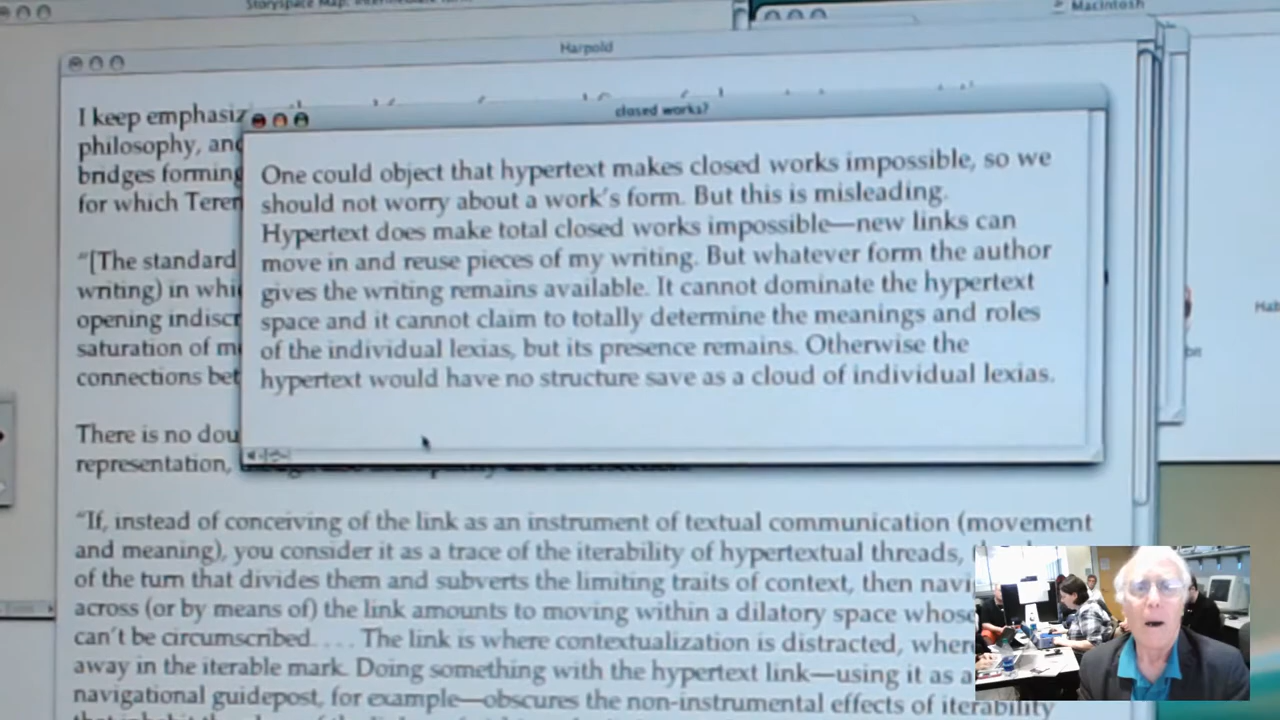 Storyspace Map:
Macintosh
Harpold
closed works?
One could object that hypertext makes closed works impossible, so we
should not worry about a work's form. But this is misleading.
Hypertext does make total closed works impossible—new links can
move in and reuse pieces of my writing. But whatever form the author
gives the writing remains available. It cannot dominate the hypertext
space and it cannot claim to totally determine the meanings and roles
of the individual lexias, but its presence remains. Otherwise the
hypertext would have no structure save as a cloud of individual lexias.
I keep emphasiz
philosophy, and
bridges forming
for which Teren
"[The standard
writing) in whi
opening indiscr
saturation of m
connections bet
There is no dou
representation,
"If, instead of conceiving of the link as an instrument of textual communication (movement
and meaning), you consider it as a trace of the iterability of hypertextual threads,
of the turn that divides them and subverts the limiting traits of context, then navi
across (or by means of) the link amounts to moving within a dilatory space whose
can't be circumscribed. . . . The link is where contextualization is distracted, where
away in the iterable mark. Doing something with the hypertext link—using it as a
navigational guidepost, for example—obscures the non-instrumental effects of iterability